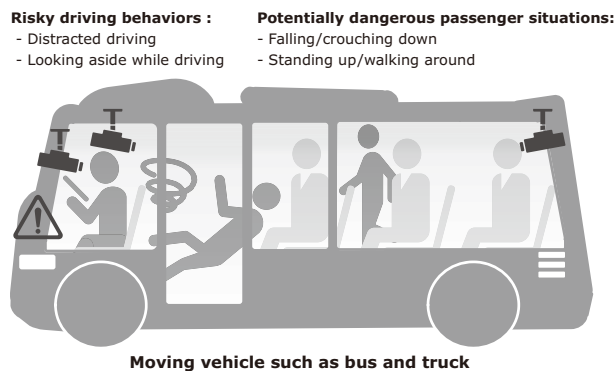 Risky driving behaviors :
- Distracted driving
- Looking aside while driving
Potentially dangerous passenger situations:
- Falling/crouching down
- Standing up/walking around
Moving vehicle such as bus and truck